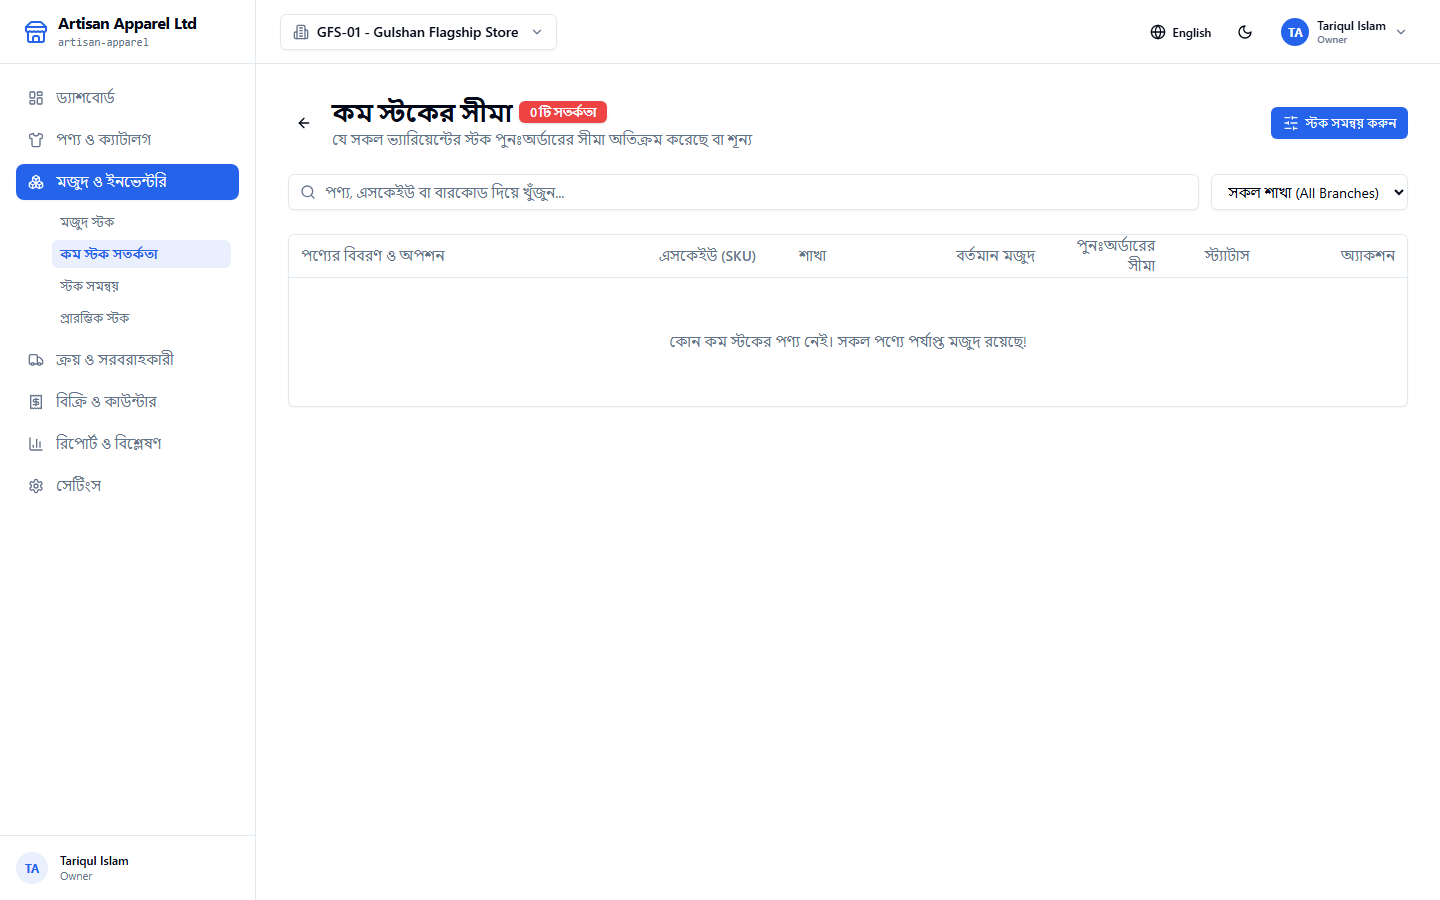 Artisan Apparel Ltd
artisan-apparel
GFS-01 - Gulshan Flagship Store
English
TA
Tariqul Islam
Owner
ড্যাশবোর্ড
পণ্য ও ক্যাটালগ
মজুদ ও ইনভেন্টরি
মজুদ স্টক
কম স্টক সতর্কতা
স্টক সমন্বয়
প্রারম্ভিক স্টক
ক্রয় ও সরবরাহকারী
বিক্রি ও কাউন্টার
রিপোর্ট ও বিশ্লেষণ
সেটিংস
TA
Tariqul Islam
Owner
কম স্টকের সীমা
0 টি সতর্কতা
যে সকল ভ্যারিয়েন্টের স্টক পুনঃঅর্ডারের সীমা অতিক্রম করেছে বা শূন্য
স্টক সমন্বয় করুন
পণ্য, এসকেইউ বা বারকোড দিয়ে খুঁজুন...
সকল শাখা (All Branches)
পণ্যের বিবরণ ও অপশন
এসকেইউ (SKU)
শাখা
বর্তমান মজুদ
পুনঃঅর্ডারের
সীমা
স্ট্যাটাস
অ্যাকশন
কোন কম স্টকের পণ্য নেই। সকল পণ্যে পর্যাপ্ত মজুদ রয়েছে!